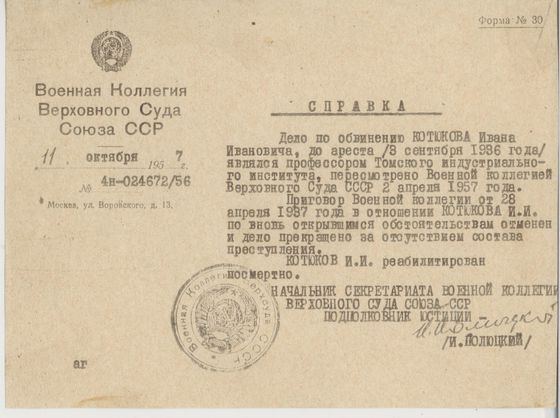 Форма № 30
Военная Коллегия
Верховного Суда
Союза ССР
11 октября 1957 г.
№ 4н-024672/56
Москва, ул. Воровского, д. 13.
СПРАВКА
Дело по обвинению КОТЮКОВА Ивана
Ивановича, до ареста /3 сентября 1936 года/
являлся профессором Томского индустриально-
го института, пересмотрено Военной коллегией
Верховного Суда СССР 2 апреля 1957 года.
Приговор Военной коллегии от 28
апреля 1937 года в отношении КОТЮКОВА И.И.
по вновь открывшимся обстоятельствам отменен
и дело прекращено за отсутствием состава
преступления.
КОТЮКОВ И.И. реабилитирован
посмертно.
НАЧАЛЬНИК СЕКРЕТАРИАТА ВОЕННОЙ КОЛЛЕГИИ
ВЕРХОВНОГО СУДА СОЮЗА ССР
ПОДПОЛКОВНИК ЮСТИЦИИ
/И.ПОЛЮЦКИЙ/
Военная Коллегия Верхсуда СССР
аг